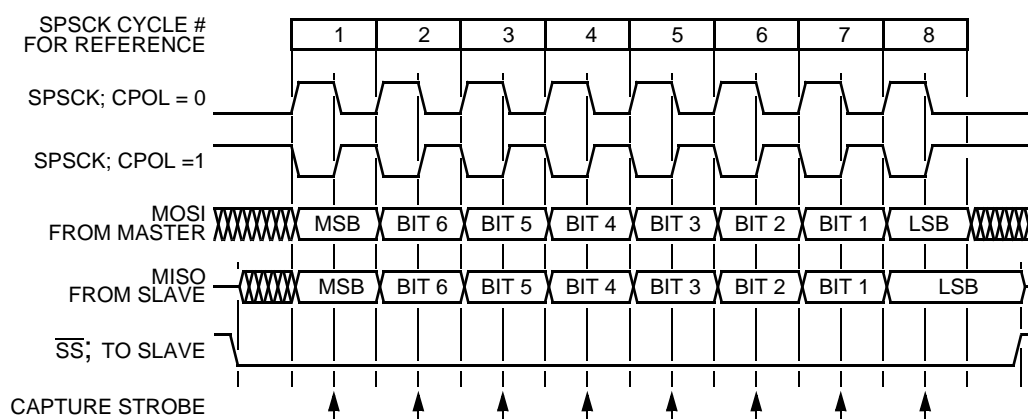 SPSCK CYCLE #
FOR REFERENCE
1 2 3 4 5 6 7 8
SPSCK; CPOL = 0
SPSCK; CPOL =1
MOSI
FROM MASTER
MSB BIT 6 BIT 5 BIT 4 BIT 3 BIT 2 BIT 1 LSB
MISO
FROM SLAVE
MSB BIT 6 BIT 5 BIT 4 BIT 3 BIT 2 BIT 1 LSB
SS; TO SLAVE
CAPTURE STROBE